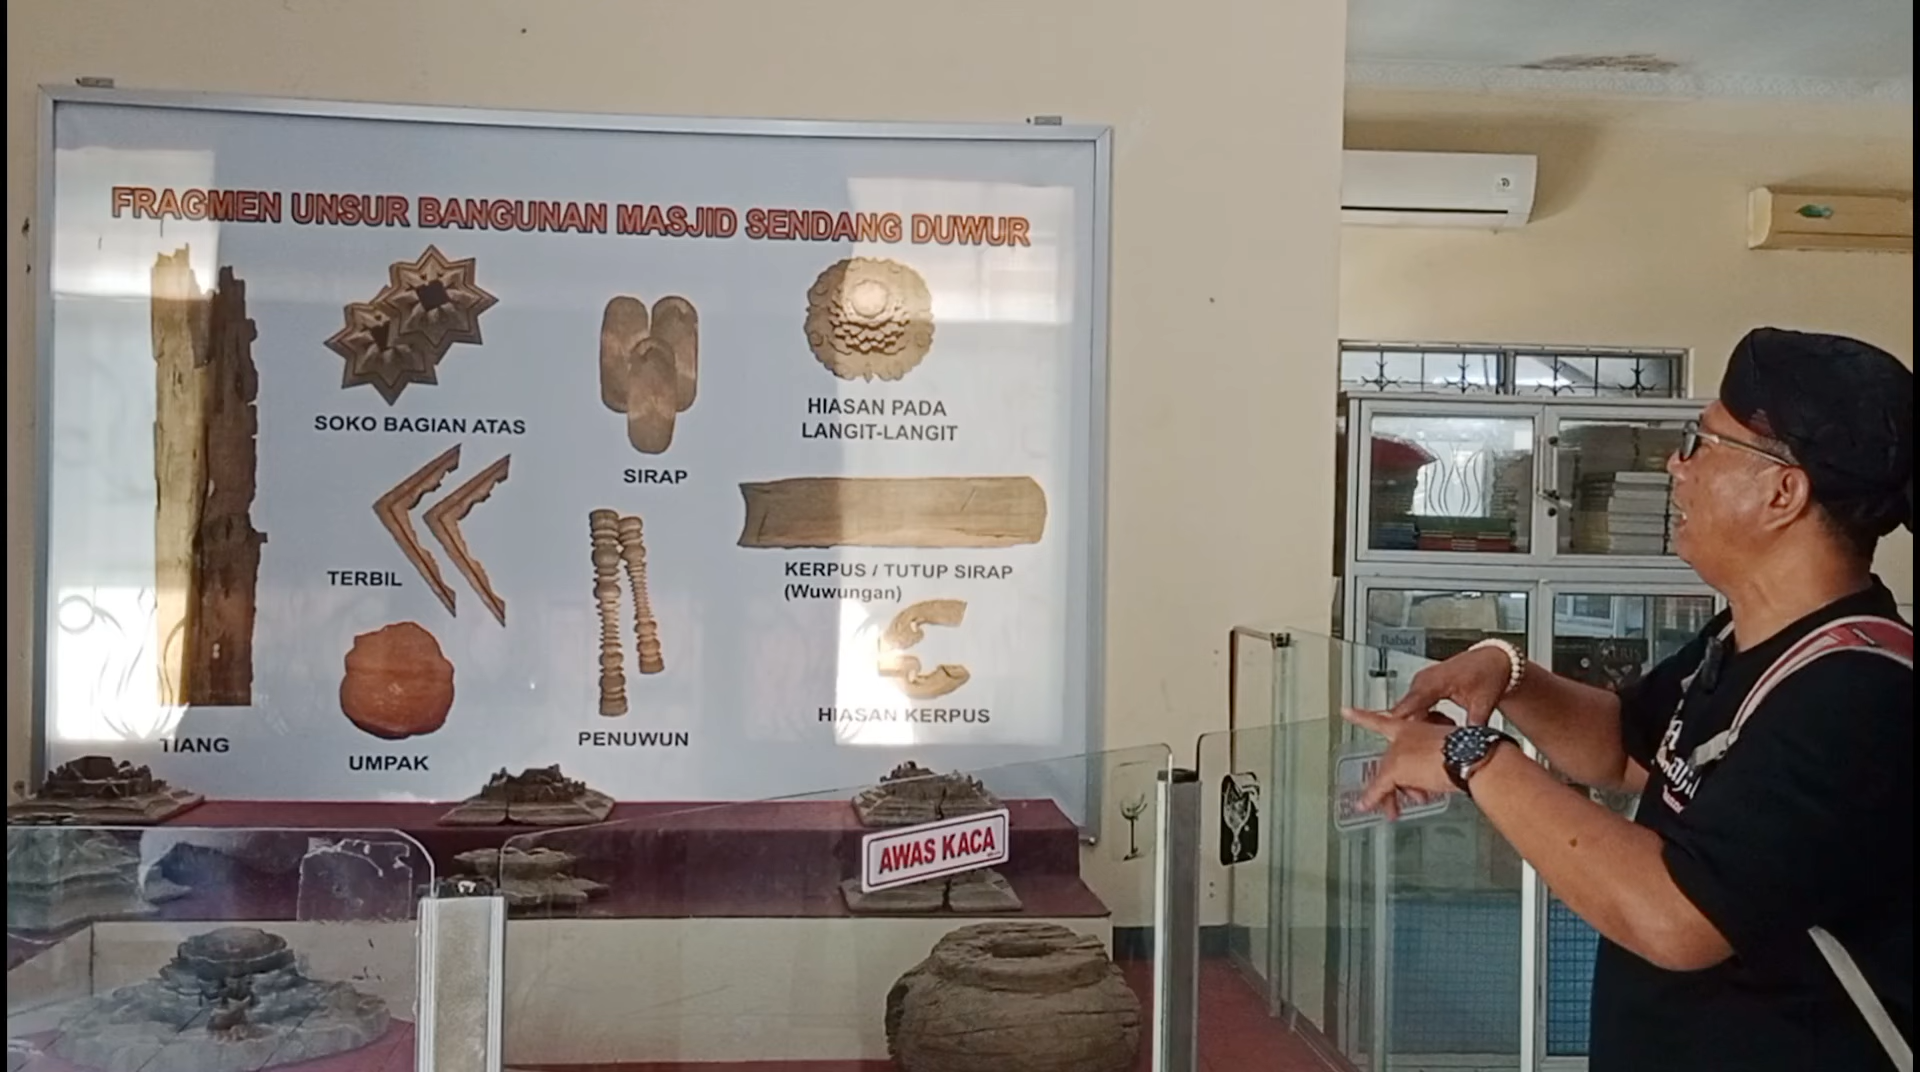 FRAGMEN UNSUR BANGUNAN MASJID SENDANG DUWUR
SOKO BAGIAN ATAS
SIRAP
HIASAN PADA
LANGIT-LANGIT
TERBIL
KERPUS / TUTUP SIRAP
(Wuwungan)
HIASAN KERPUS
TIANG
UMPAK
PENUWUN
AWAS KACA
Babad